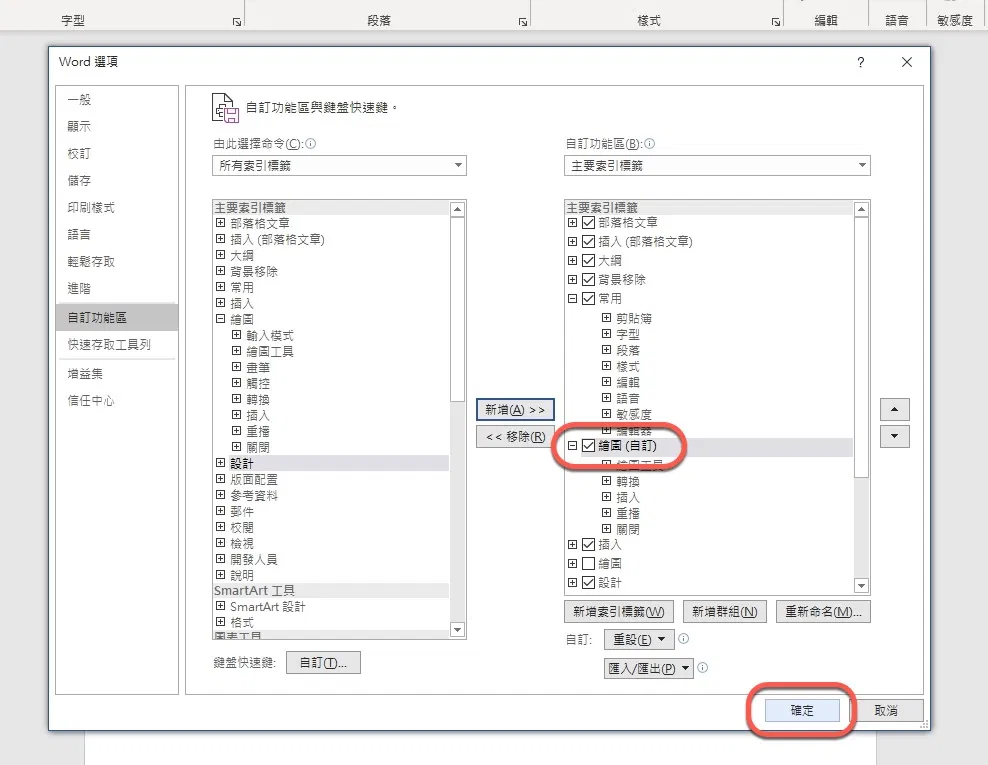 字型 段落 樣式 編輯 語音 敏感度
Word 選項 ?
一般
顯示
校訂
儲存
印刷樣式
語言
輕鬆存取
進階
自訂功能區
快速存取工具列
增益集
信任中心
自訂功能區與鍵盤快速鍵。
由此選擇命令(C):
所有索引標籤
主要索引標籤
部落格文章
插入 (部落格文章)
大綱
背景移除
常用
插入
繪圖
輸入模式
繪圖工具
畫筆
觸控
轉換
插入
重播
關閉
設計
版面配置
參考資料
郵件
校閱
檢視
開發人員
說明
SmartArt 工具
SmartArt 設計
格式
圖表工具
鍵盤快速鍵: 自訂(T)...
新增(A) >>
<< 移除(R)
自訂功能區(B):
主要索引標籤
主要索引標籤
部落格文章
插入 (部落格文章)
大綱
背景移除
常用
剪貼簿
字型
段落
樣式
編輯
語音
敏感度
編輯器
繪圖 (自訂)
繪圖工具
轉換
插入
重播
關閉
插入
繪圖
設計
新增索引標籤(W) 新增群組(N) 重新命名(M)...
自訂: 重設(E)
匯入/匯出(P)
確定 取消